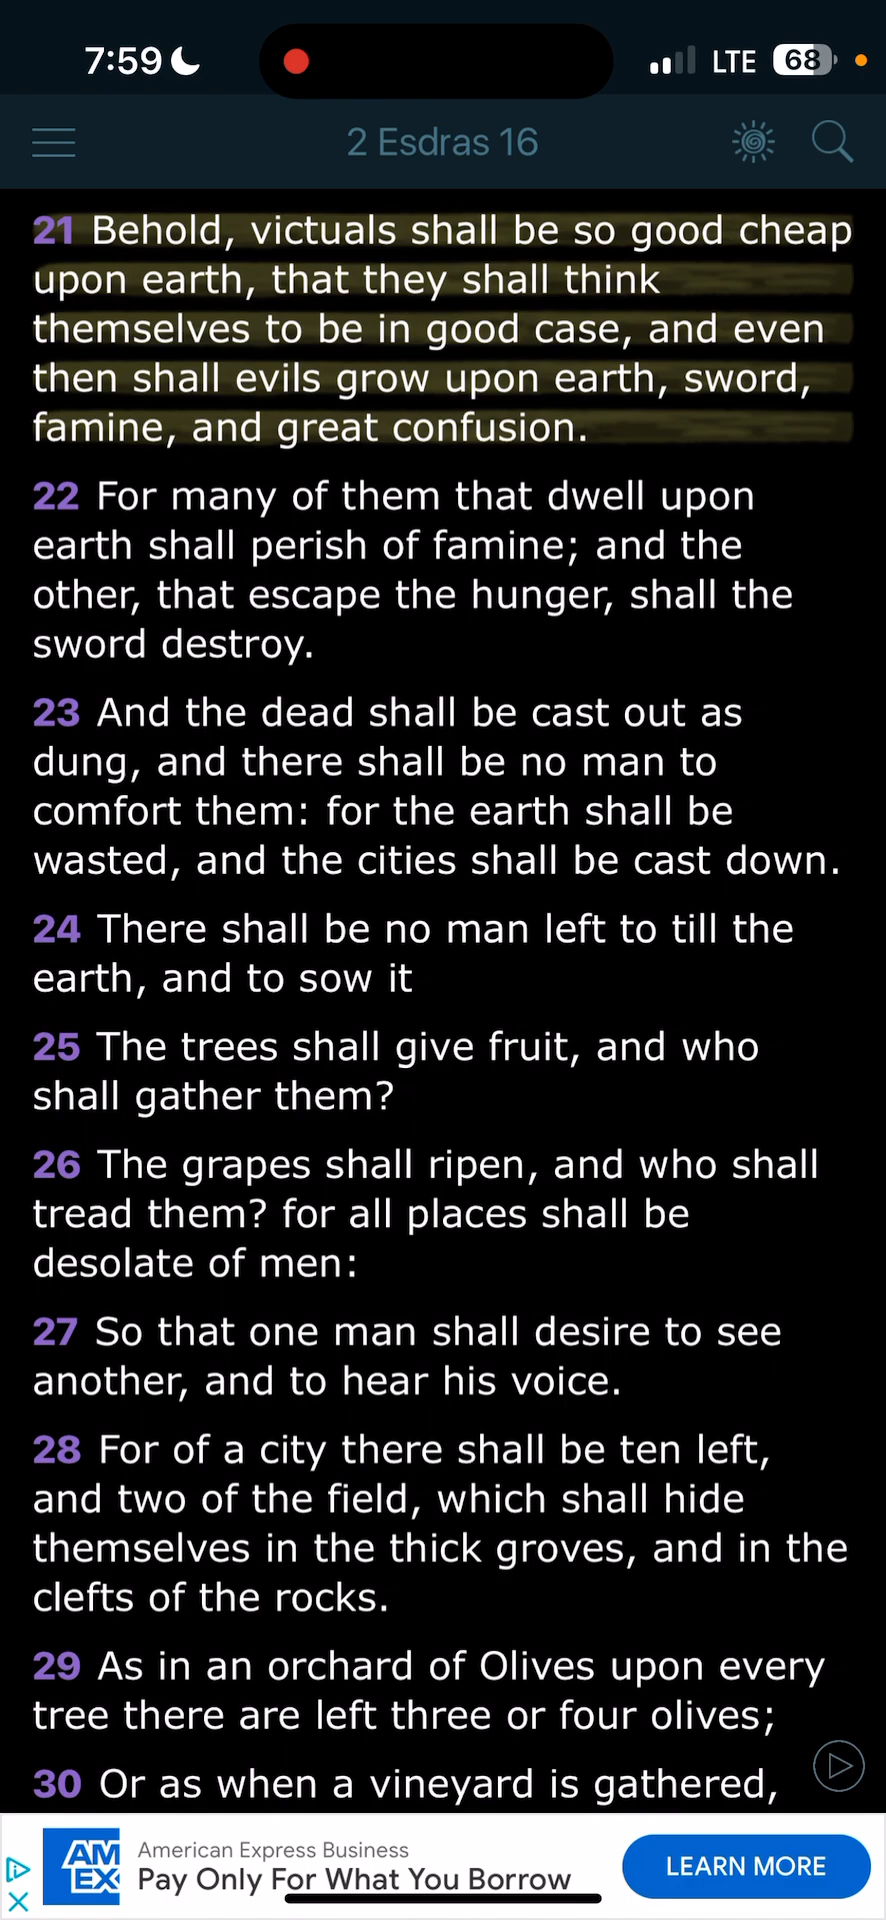 7:59 LTE 68
2 Esdras 16
21 Behold, victuals shall be so good cheap
upon earth, that they shall think
themselves to be in good case, and even
then shall evils grow upon earth, sword,
famine, and great confusion.
22 For many of them that dwell upon
earth shall perish of famine; and the
other, that escape the hunger, shall the
sword destroy.
23 And the dead shall be cast out as
dung, and there shall be no man to
comfort them: for the earth shall be
wasted, and the cities shall be cast down.
24 There shall be no man left to till the
earth, and to sow it
25 The trees shall give fruit, and who
shall gather them?
26 The grapes shall ripen, and who shall
tread them? for all places shall be
desolate of men:
27 So that one man shall desire to see
another, and to hear his voice.
28 For of a city there shall be ten left,
and two of the field, which shall hide
themselves in the thick groves, and in the
clefts of the rocks.
29 As in an orchard of Olives upon every
tree there are left three or four olives;
30 Or as when a vineyard is gathered,
AM
EX
American Express Business
Pay Only For What You Borrow
LEARN MORE